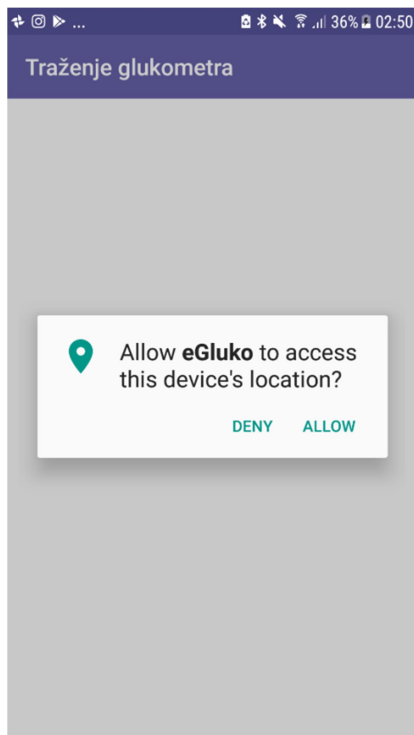 ... 36% 02:50
Traženje glukometra
Allow eGluko to access
this device's location?
DENY ALLOW